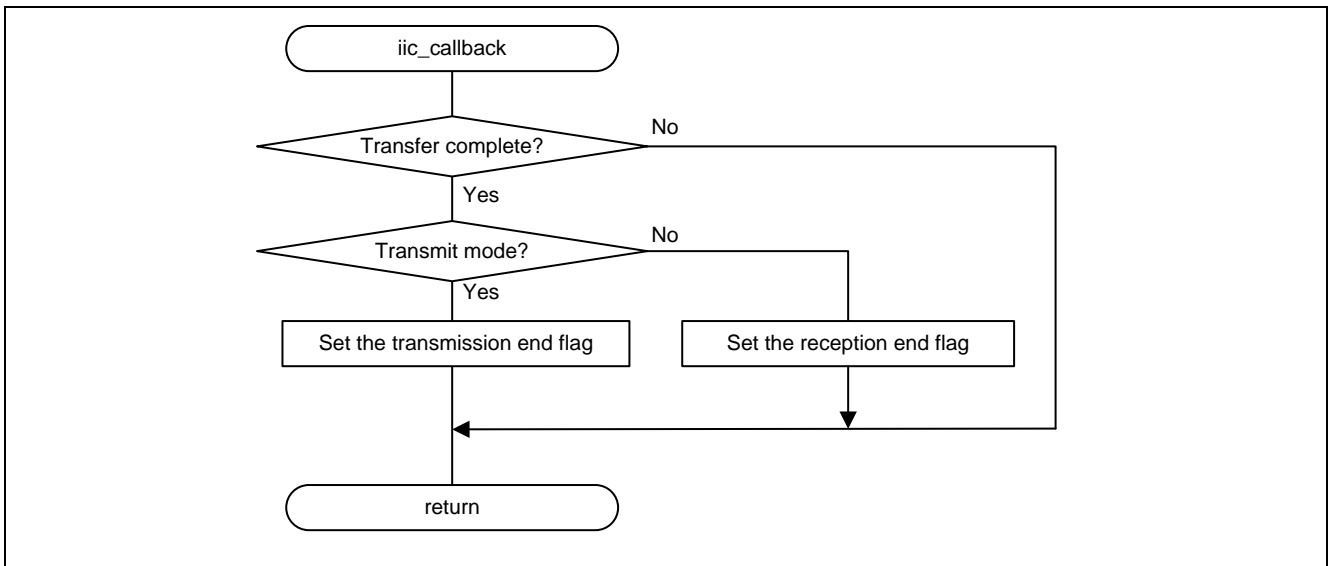 iic_callback
Transfer complete?
No
Yes
Transmit mode?
No
Yes
Set the transmission end flag
Set the reception end flag
return